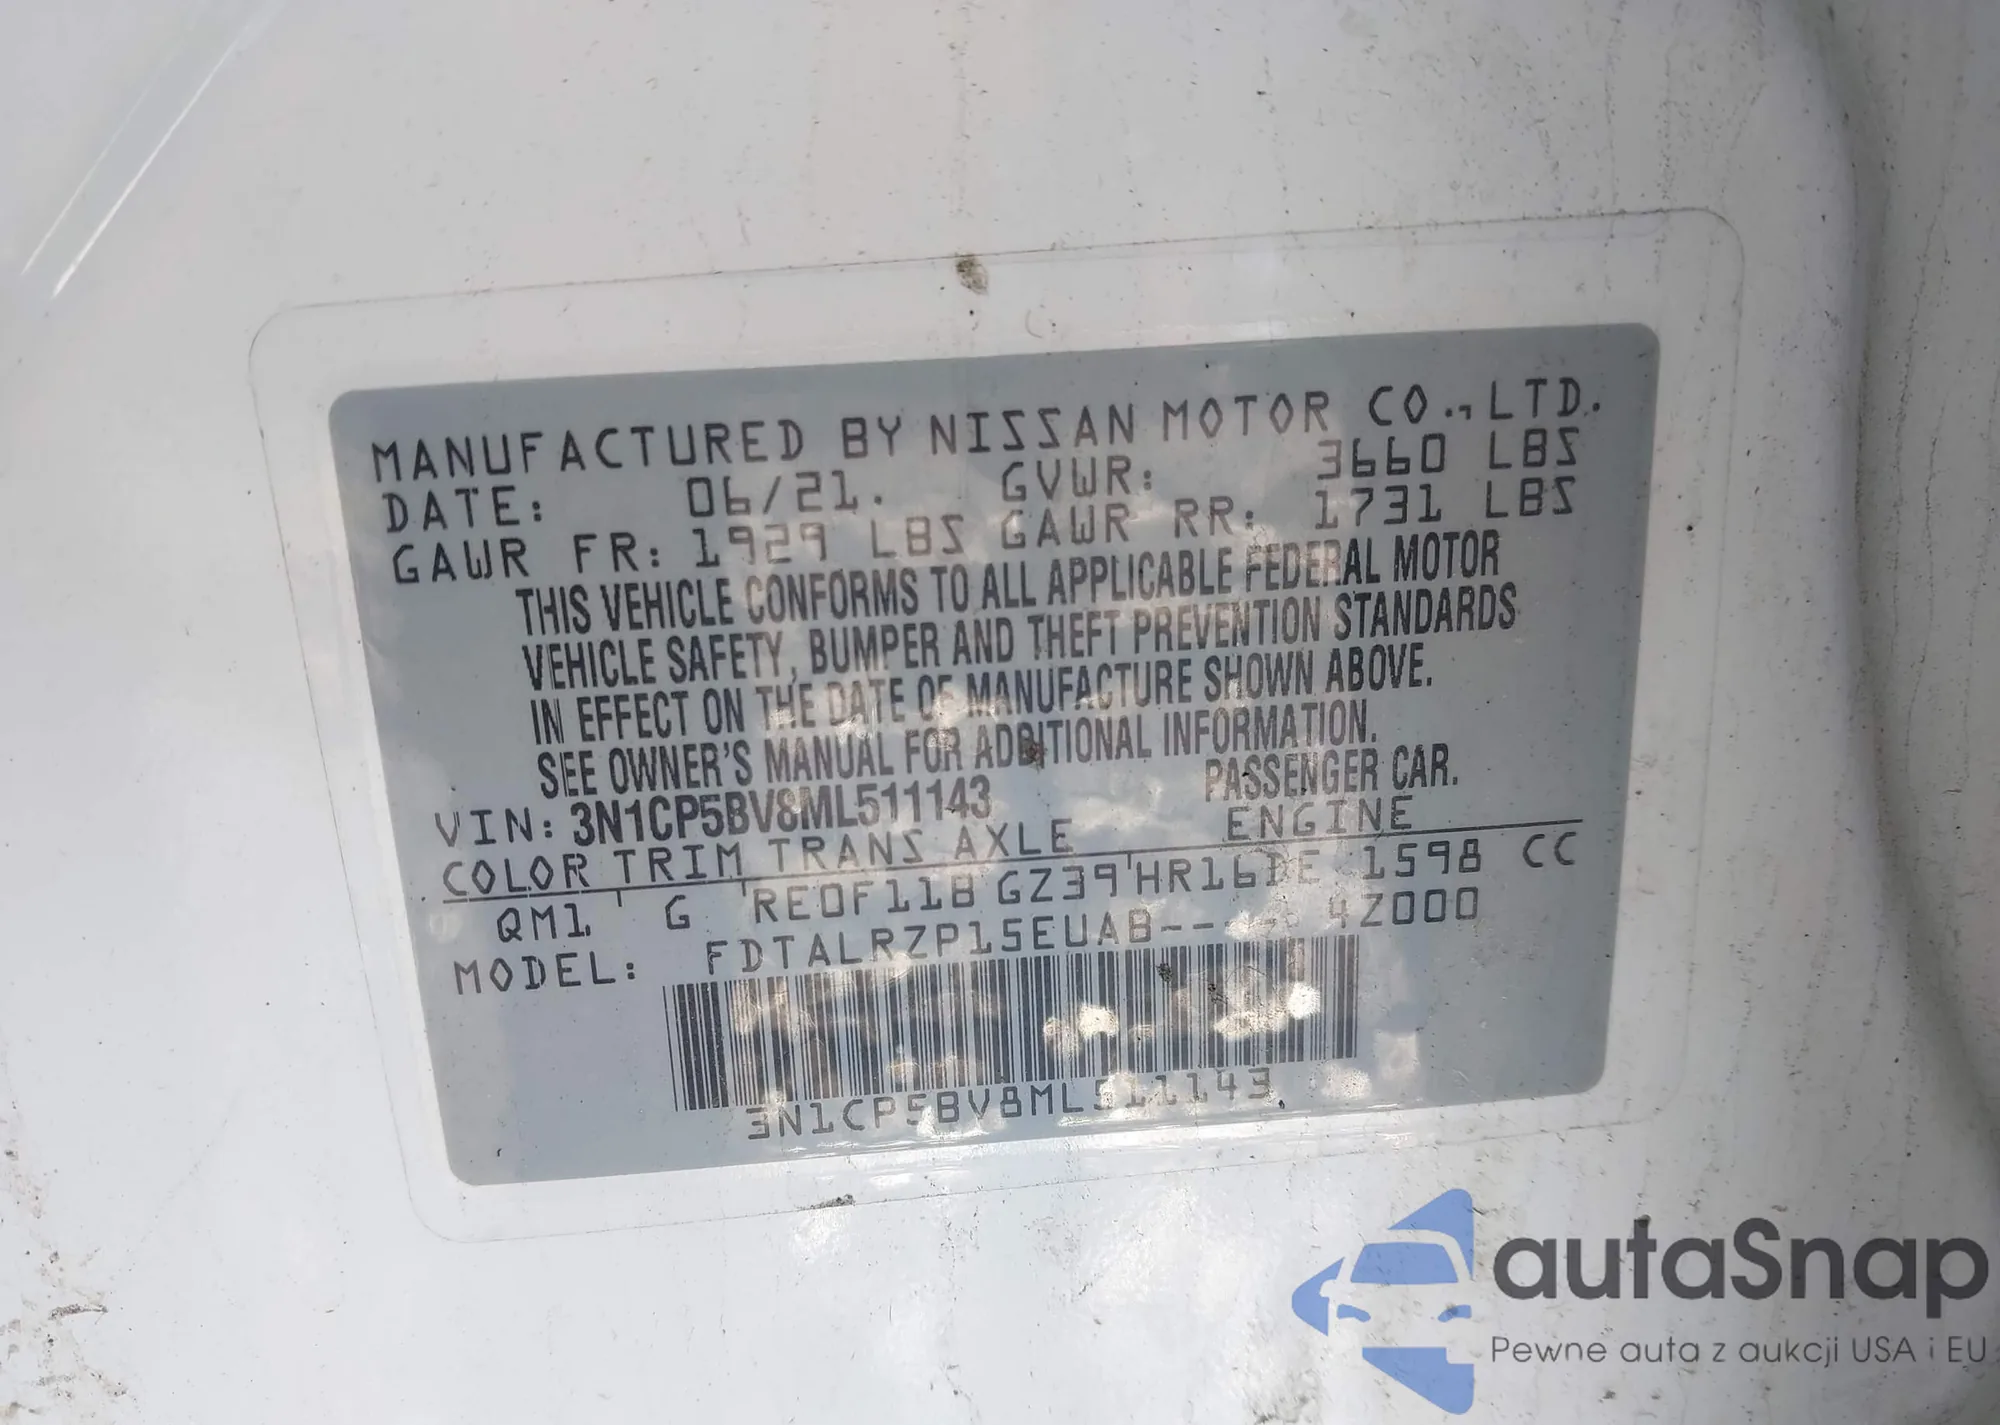 MANUFACTURED BY NISSAN MOTOR CO., LTD.
DATE: 06/21. GVWR: 3660 LBS
GAWR FR: 1929 LBS GAWR RR: 1731 LBS
THIS VEHICLE CONFORMS TO ALL APPLICABLE FEDERAL MOTOR
VEHICLE SAFETY, BUMPER AND THEFT PREVENTION STANDARDS
IN EFFECT ON THE DATE OF MANUFACTURE SHOWN ABOVE.
SEE OWNER'S MANUAL FOR ADDITIONAL INFORMATION.
VIN: 3N1CP5BV8ML511143 PASSENGER CAR.
COLOR TRIM TRANS AXLE ENGINE
QM1 ' G ' RE0F11B GZ39 ' HR16DE 1598 CC
MODEL: FDTALRZP15EUAB---- 4Z000
3N1CP5BV8ML511143
autaSnap
Pewne auta z aukcji USA i EU